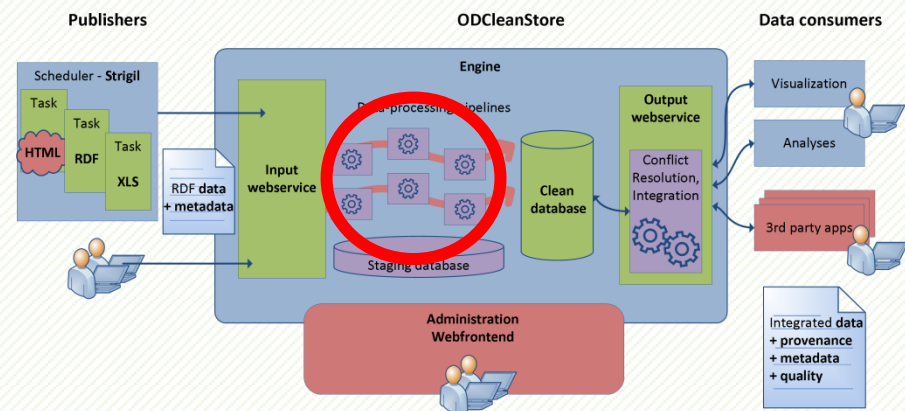 Publishers
ODCleanStore
Data consumers
Scheduler - Strigil
Task
HTML
Task
RDF
Task
XLS
RDF data
+ metadata
Engine
Input
webservice
Data-processing pipelines
Staging database
Clean
database
Output
webservice
Conflict
Resolution,
Integration
Visualization
Analyses
3rd party apps
Administration
Webfrontend
Integrated data
+ provenance
+ metadata
+ quality